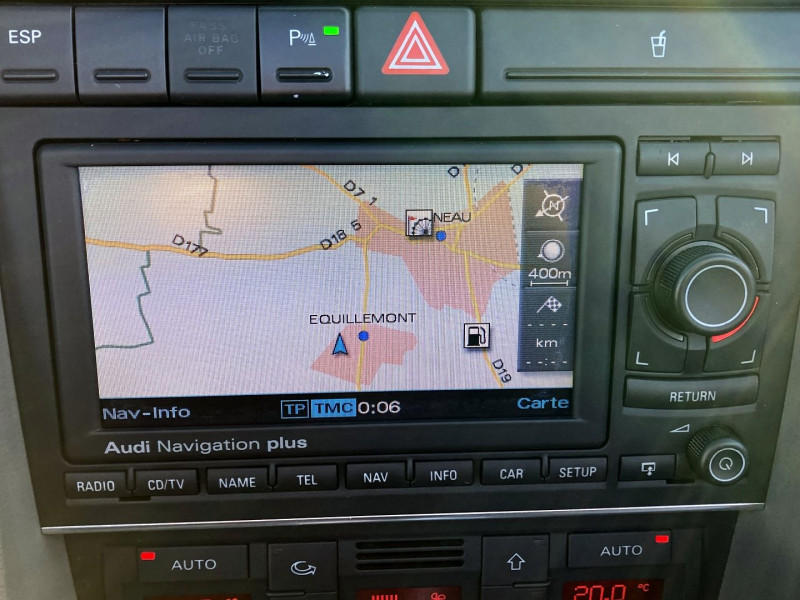 ESP
PASS
AIR BAG
OFF
P
D7 1
D
D
N
NEAU
D18 5
D177
400m
EQUILLEMONT
km
D19
Nav-Info
TP TMC 0:06
Carte
RETURN
Audi Navigation plus
RADIO
CD/TV
NAME
TEL
NAV
INFO
CAR
SETUP
AUTO
AUTO
20.0 °C